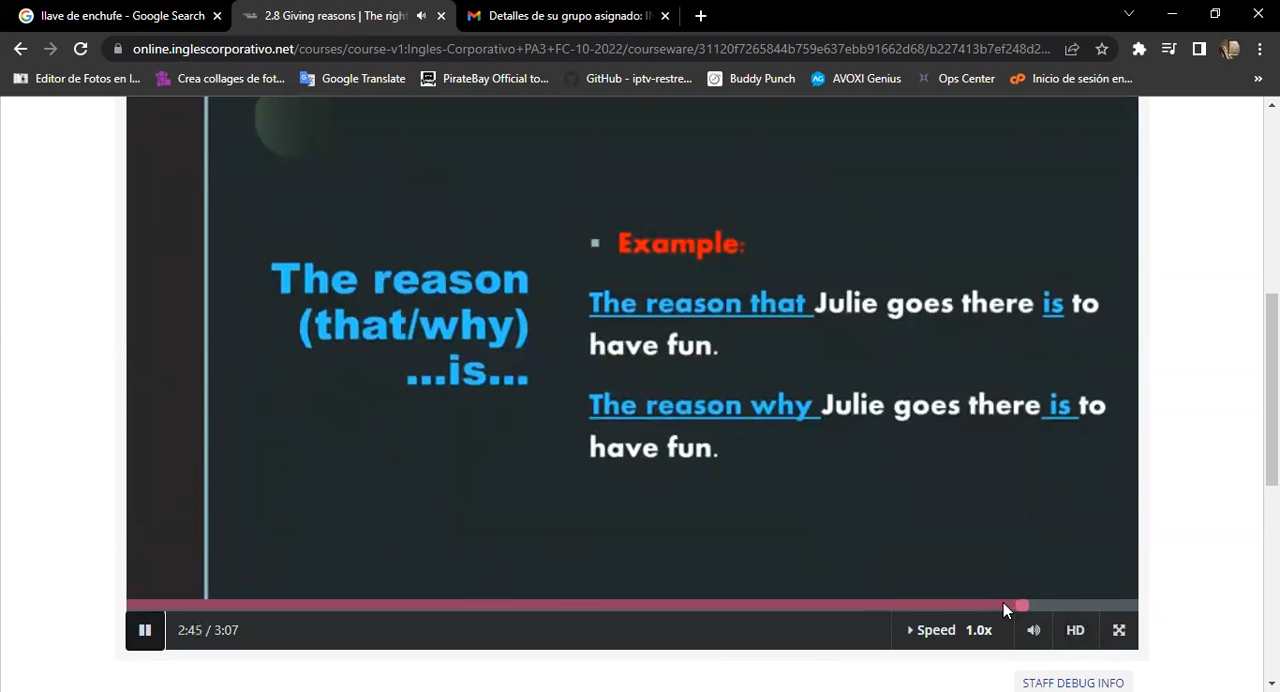 llave de enchufe - Google Search
2.8 Giving reasons | The righ
Detalles de su grupo asignado: I
online.inglescorporativo.net/courses/course-v1:Ingles-Corporativo+PA3+FC-10-2022/courseware/31120f7265844b759e637ebb91662d68/b227413b7ef248d2...
Editor de Fotos en l...
Crea collages de fot...
Google Translate
PirateBay Official to...
GitHub - iptv-restre...
Buddy Punch
AVOXI Genius
Ops Center
Inicio de sesión en...
The reason
(that/why)
...is...
Example:
The reason that Julie goes there is to
have fun.
The reason why Julie goes there is to
have fun.
2:45 / 3:07
Speed 1.0x
HD
STAFF DEBUG INFO